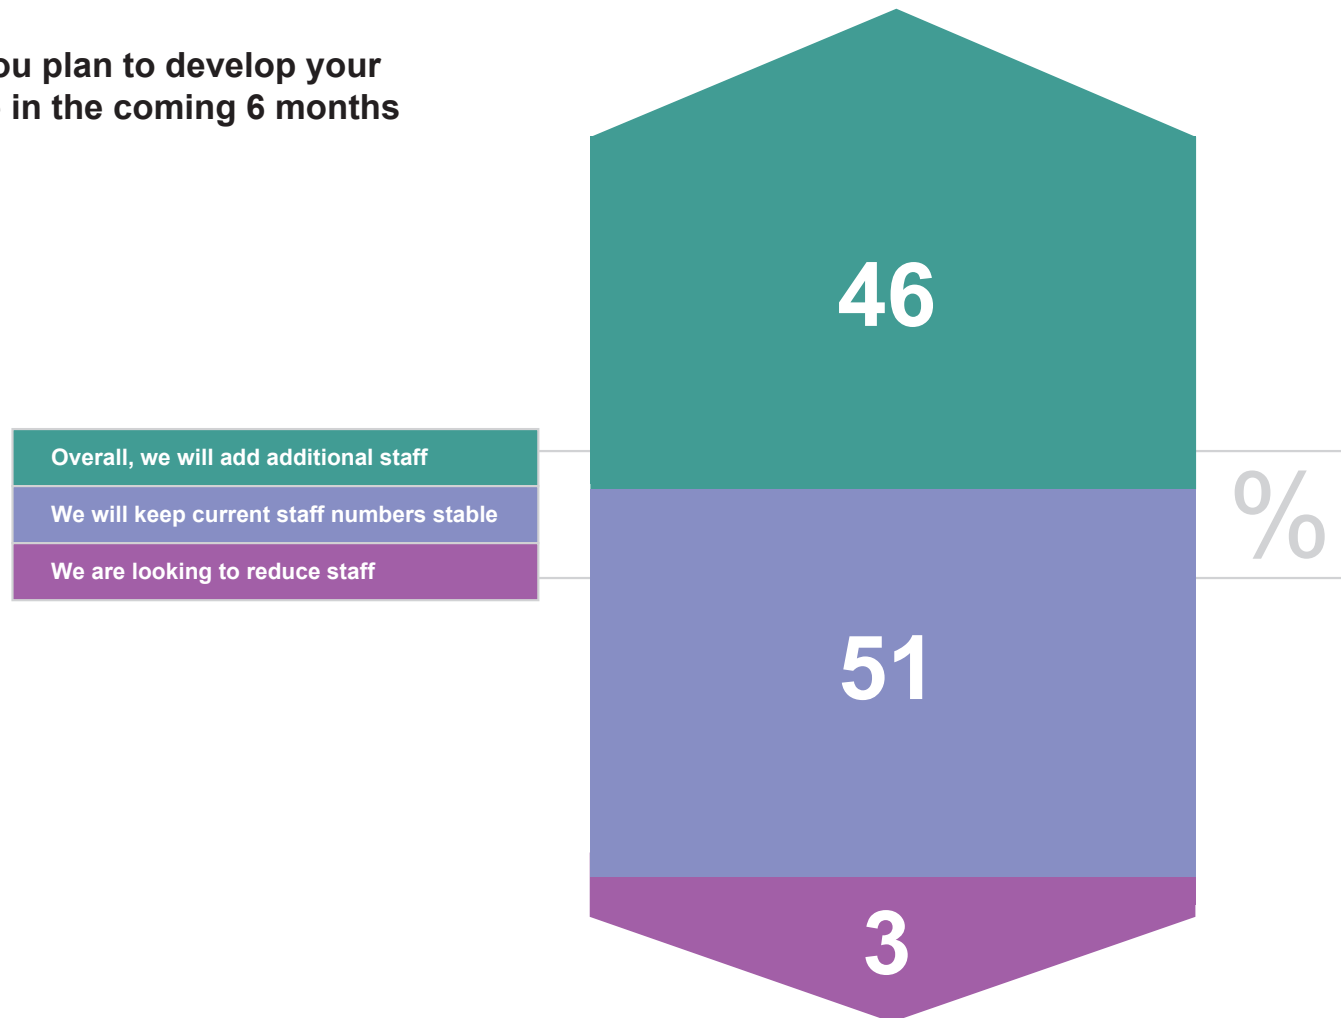 ou plan to develop your
in the coming 6 months
46
Overall, we will add additional staff
We will keep current staff numbers stable
We are looking to reduce staff
%
51
3